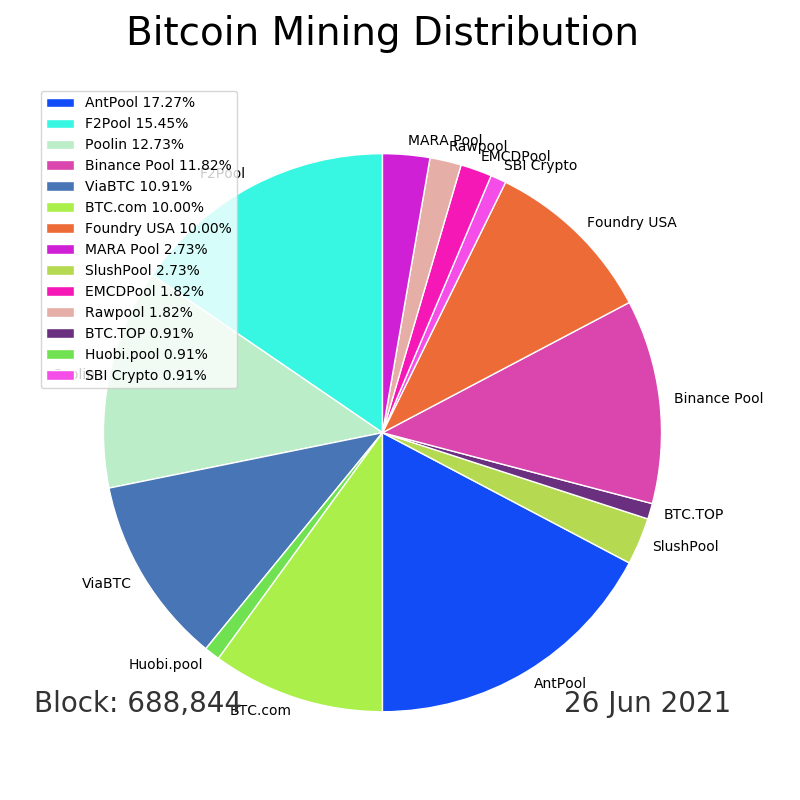 Bitcoin Mining Distribution
AntPool 17.27%
F2Pool 15.45%
Poolin 12.73%
Binance Pool 11.82%
ViaBTC 10.91%
BTC.com 10.00%
Foundry USA 10.00%
MARA Pool 2.73%
SlushPool 2.73%
EMCDPool 1.82%
Rawpool 1.82%
BTC.TOP 0.91%
Huobi.pool 0.91%
SBI Crypto 0.91%
F2Pool
MARA Pool
Rawpool
EMCDPool
SBI Crypto
Foundry USA
Binance Pool
BTC.TOP
SlushPool
AntPool
BTC.com
Huobi.pool
ViaBTC
Block: 688,844
26 Jun 2021